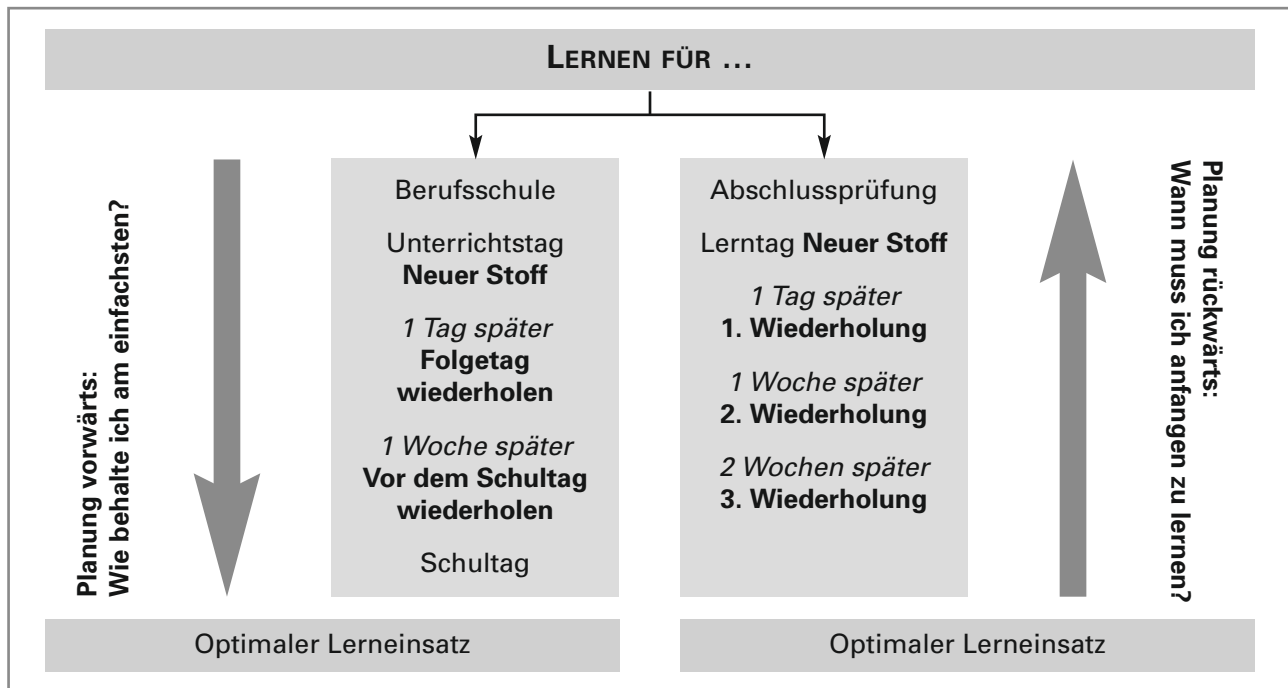 LERNEN FÜR ...
Planung vorwärts:
Wie behalte ich am einfachsten?
Berufsschule
Unterrichtstag
Neuer Stoff
1 Tag später
Folgetag
wiederholen
1 Woche später
Vor dem Schultag
wiederholen
Schultag
Optimaler Lerneinsatz
Abschlussprüfung
Lerntag Neuer Stoff
1 Tag später
1. Wiederholung
1 Woche später
2. Wiederholung
2 Wochen später
3. Wiederholung
Optimaler Lerneinsatz
Planung rückwärts:
Wann muss ich anfangen zu lernen?